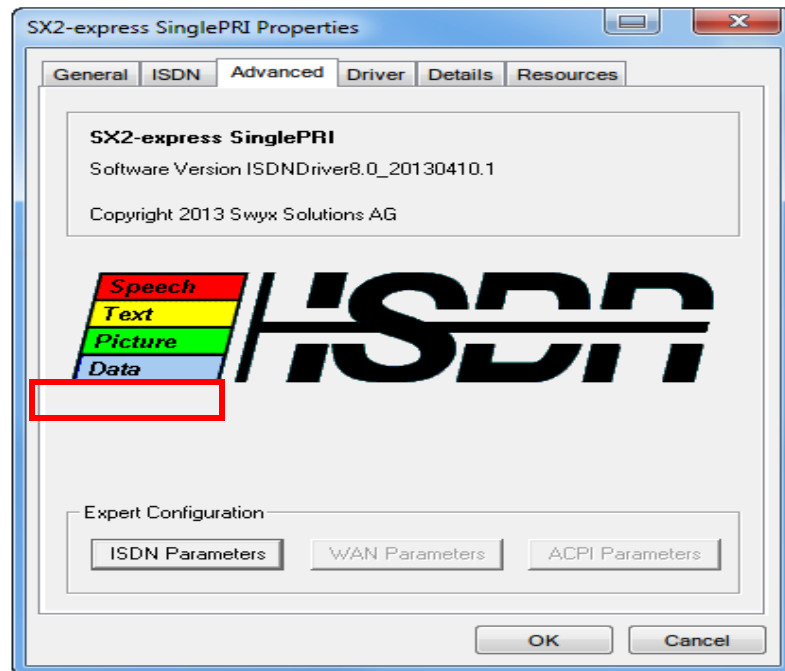 SX2-express SinglePRI Properties
General ISDN Advanced Driver Details Resources
SX2-express SinglePRI
Software Version ISDNDriver8.0_20130410.1
Copyright 2013 Swyx Solutions AG
Speech
Text
Picture
Data
ISDN
Expert Configuration
ISDN Parameters WAN Parameters ACPI Parameters
OK Cancel